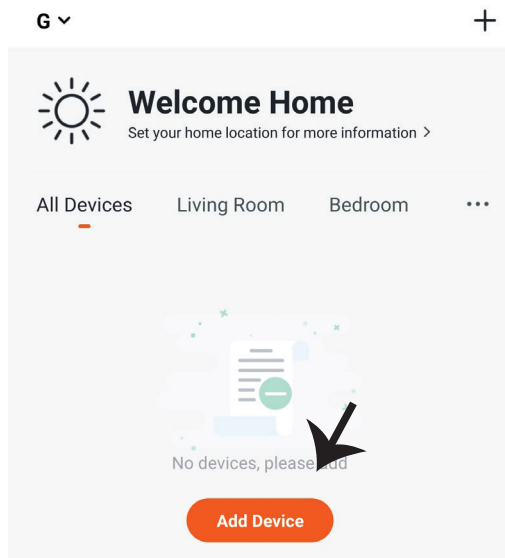 G
Welcome Home
Set your home location for more information >
All Devices Living Room Bedroom ...
No devices, please add
Add Device